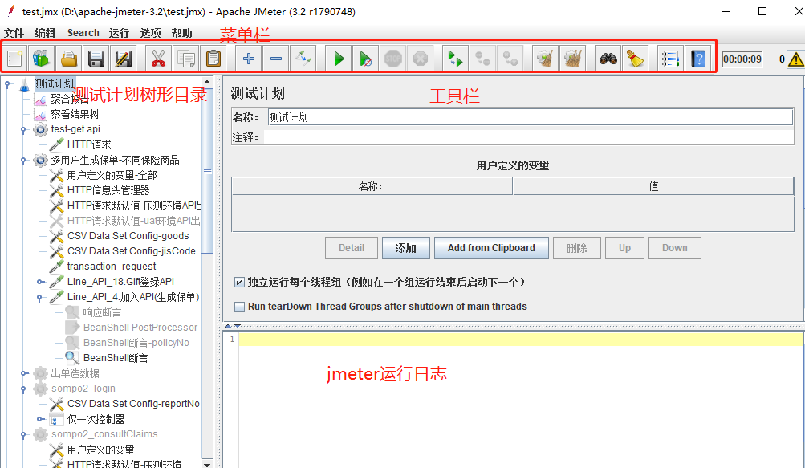 test.jmx (D:\apache-jmeter-3.2\test.jmx) - Apache JMeter (3.2 r1790748)
文件 编辑 Search 运行 选项 帮助
菜单栏
00:00:09 0
测试计划
测试计划树形目录
察看结果树
test-get api
HTTP请求
多用户生成保单-不同保险商品
用户定义的变量-全部
HTTP信息头管理器
HTTP请求默认值-压测环境API出
HTTP请求默认值-uat环境API出
CSV Data Set Config-goods
CSV Data Set Config-jisCode
transaction_request
Line_API_18.Gift登录API
Line_API_4.加入API(生成保单)
响应断言
BeanShell PostProcessor
BeanShell断言-policyNo
BeanShell断言
出单造数据
sompo2_login
CSV Data Set Config-reportNo
仅一次控制器
sompo2_consultClaims
用户定义的变量
HTTP请求默认值-压测环境
测试计划
工具栏
名称： 测试计划
注释：
用户定义的变量
名称： 值
Detail 添加 Add from Clipboard 删除 Up Down
独立运行每个线程组（例如在一个组运行结束后启动下一个）
Run tearDown Thread Groups after shutdown of main threads
1
jmeter运行日志